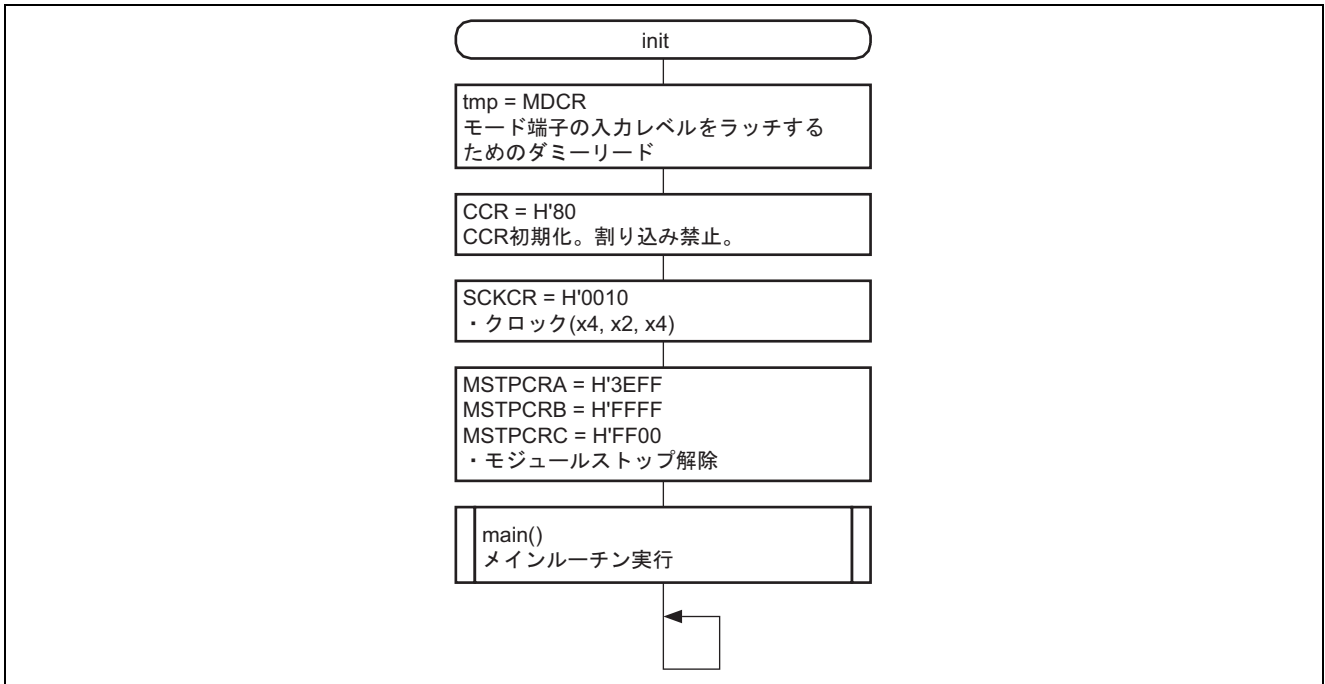 init
tmp = MDCR
モード端子の入力レベルをラッチする
ためのダミーリード
CCR = H'80
CCR初期化。割り込み禁止。
SCKCR = H'0010
・クロック(x4, x2, x4)
MSTPCRA = H'3EFF
MSTPCRB = H'FFFF
MSTPCRC = H'FF00
・モジュールストップ解除
main()
メインルーチン実行